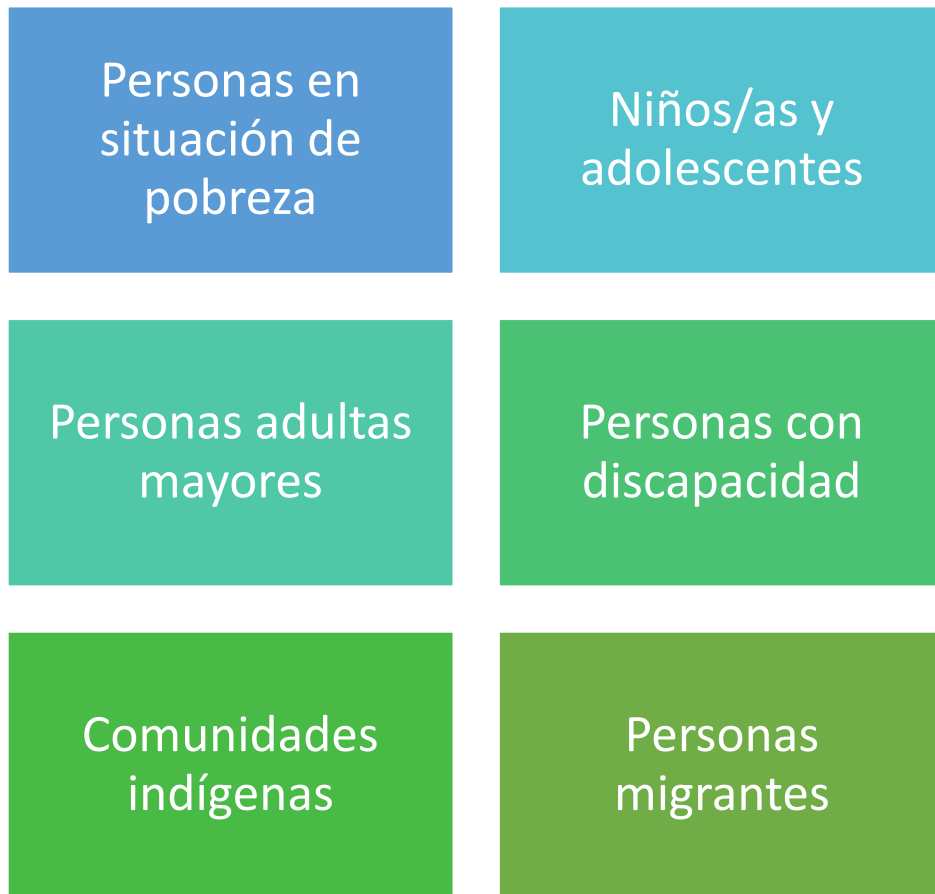 Personas en
situación de
pobreza
Niños/as y
adolescentes
Personas adultas
mayores
Personas con
discapacidad
Comunidades
indígenas
Personas
migrantes